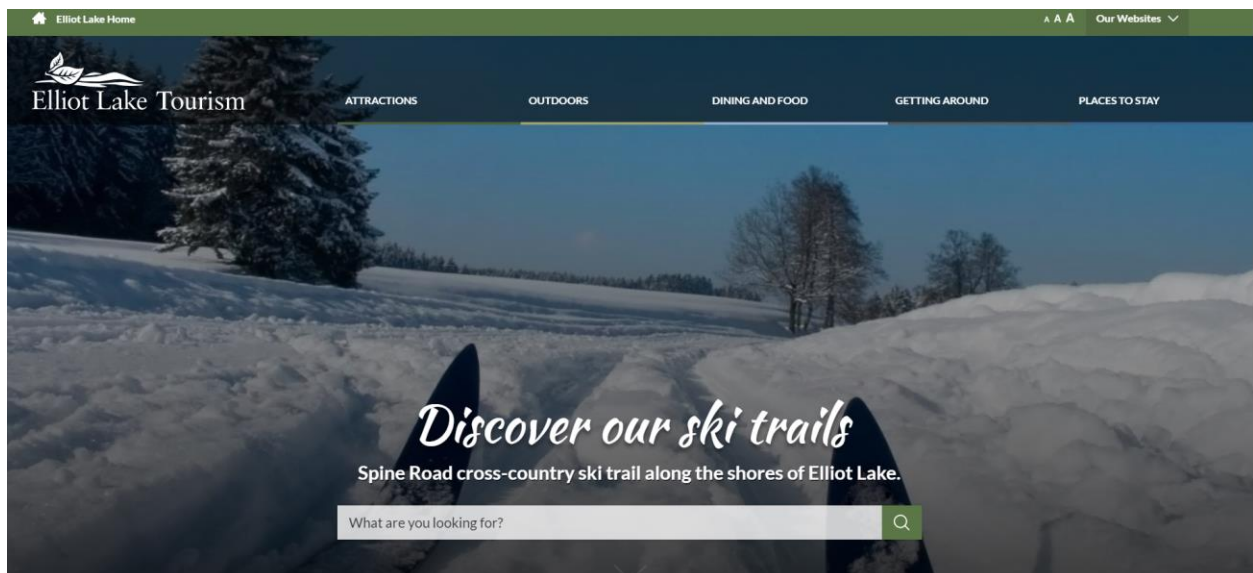 Elliot Lake Home
A A A
Our Websites
Elliot Lake Tourism
ATTRACTIONS
OUTDOORS
DINING AND FOOD
GETTING AROUND
PLACES TO STAY
Discover our ski trails
Spine Road cross-country ski trail along the shores of Elliot Lake.
What are you looking for?